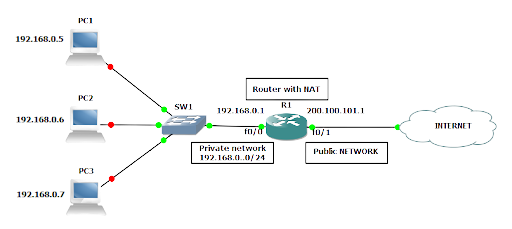 PC1
192.168.0.5
PC2
192.168.0.6
PC3
192.168.0.7
SW1
Router with NAT
192.168.0.1
R1
200.100.101.1
f0/0
f0/1
Private network
192.168.0..0/24
Public NETWORK
INTERNET